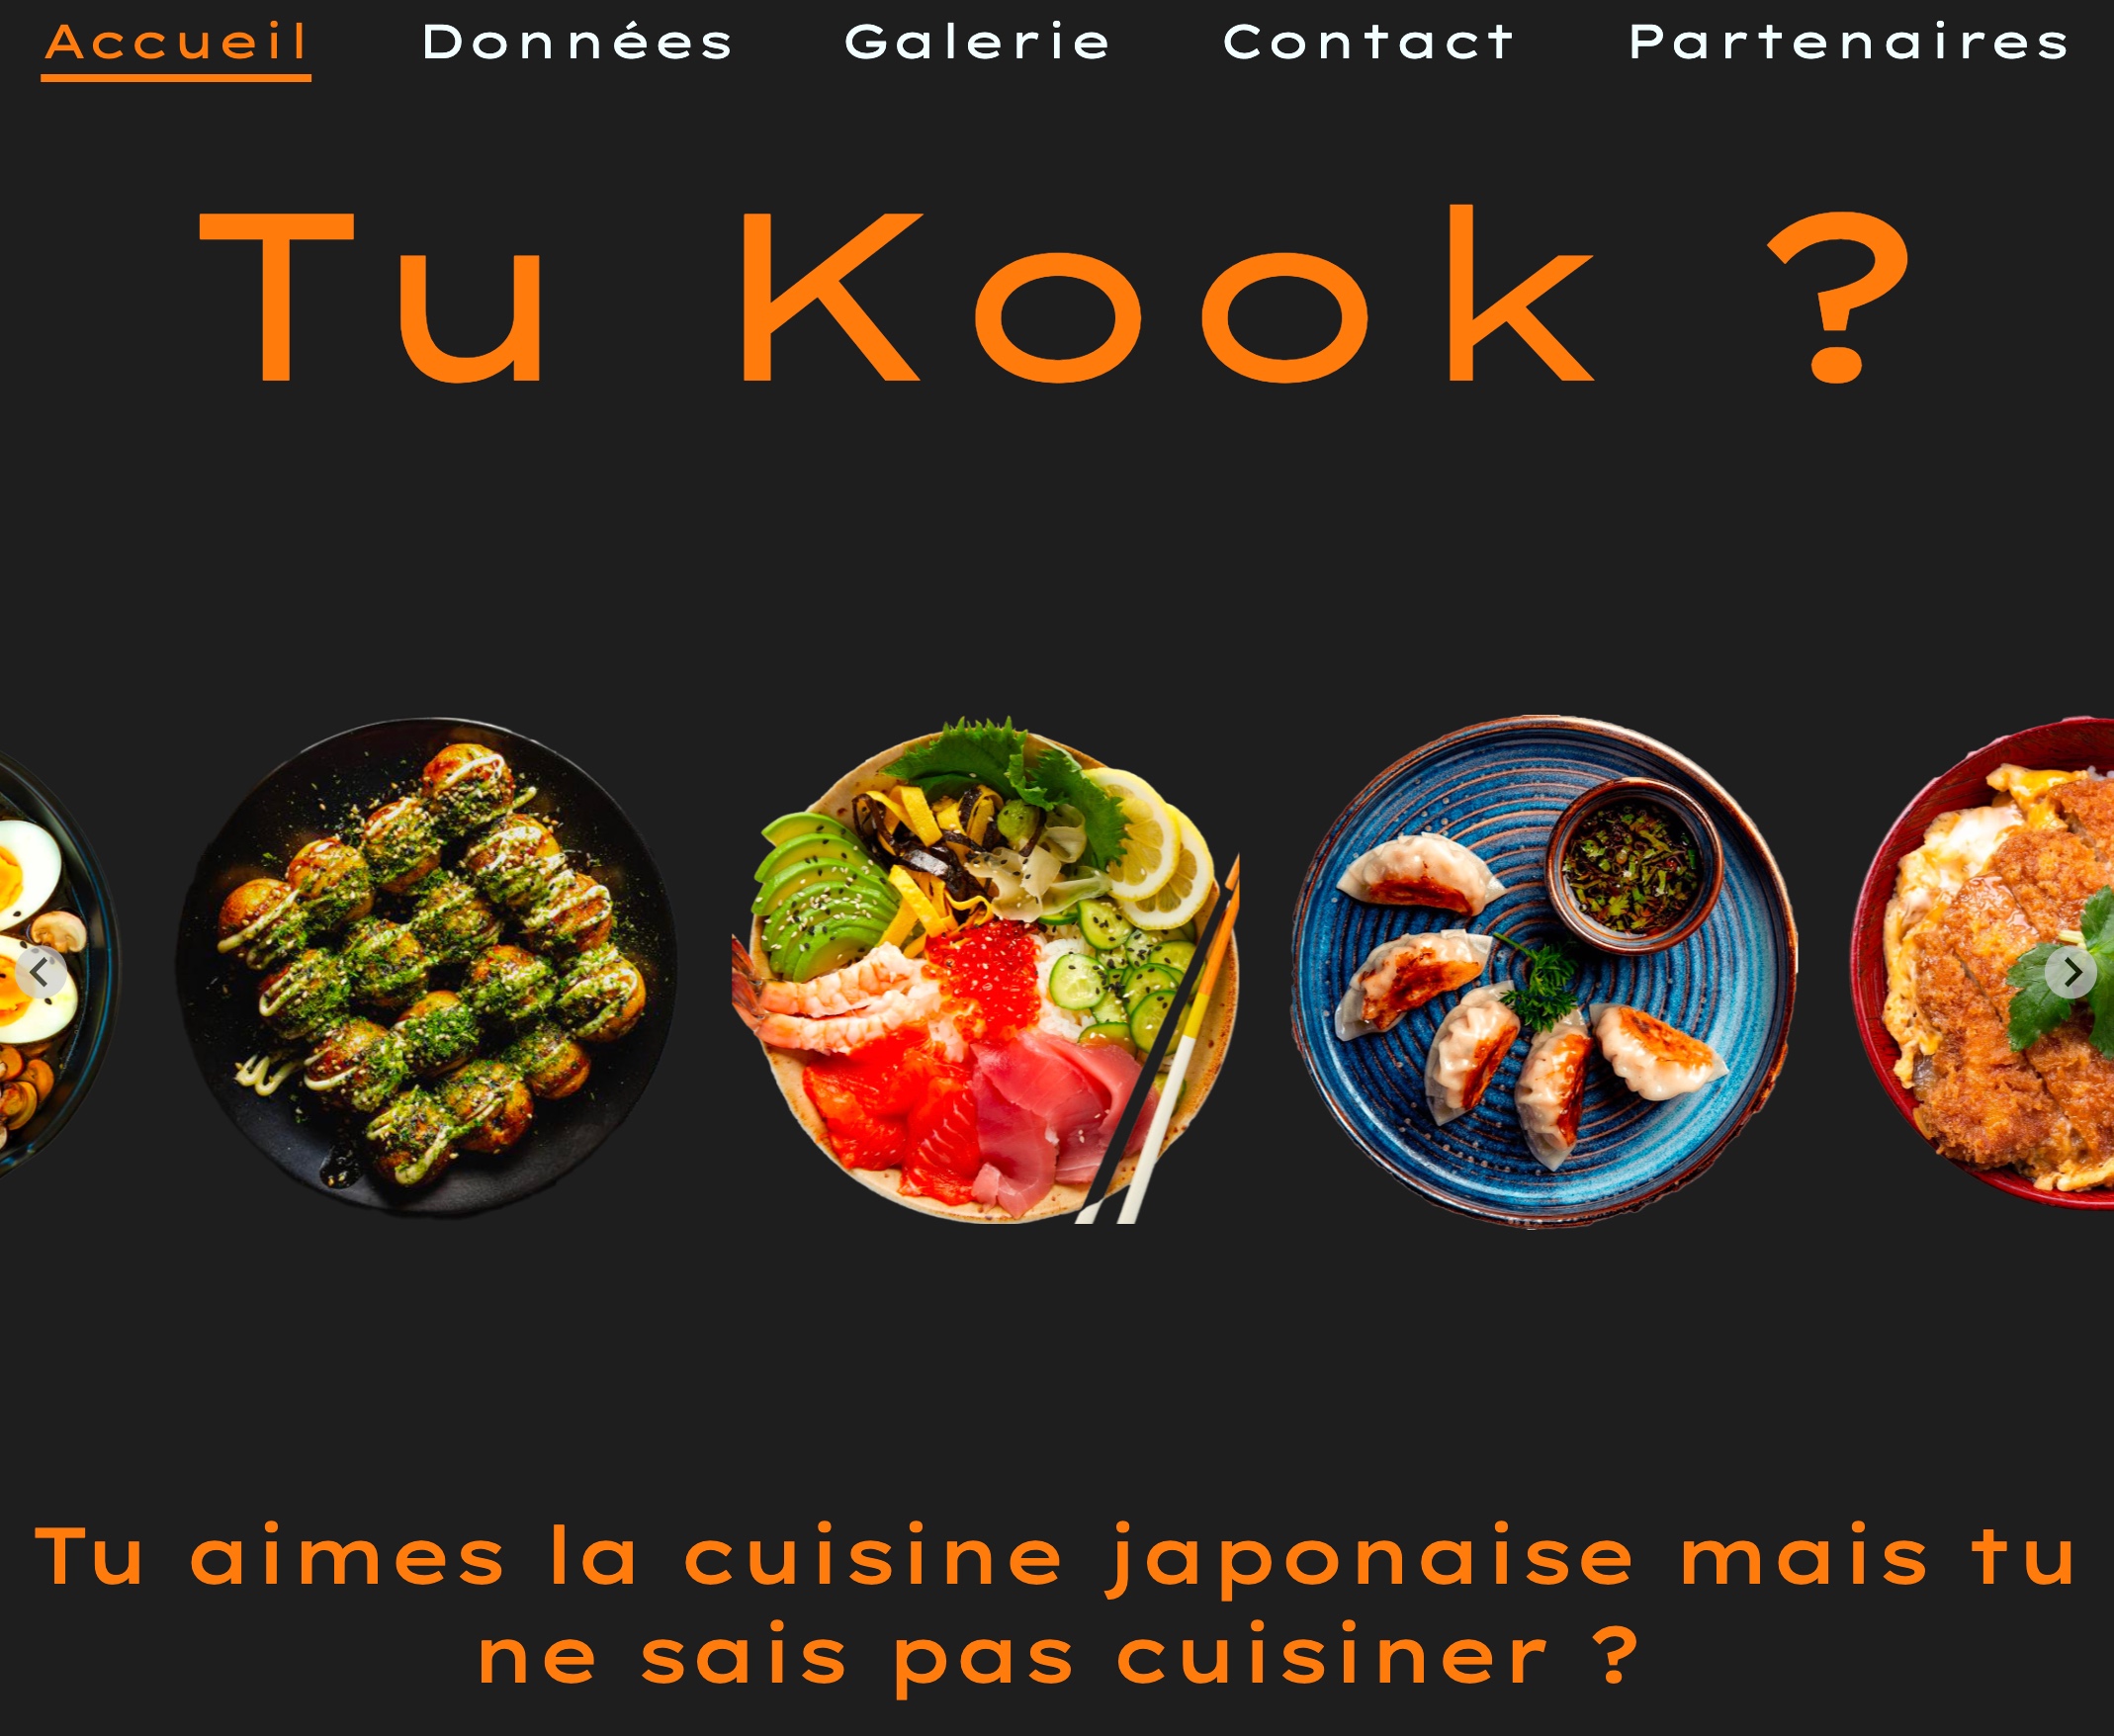 Accueil Données Galerie Contact Partenaires
Tu Kook ?
Tu aimes la cuisine japonaise mais tu
ne sais pas cuisiner ?